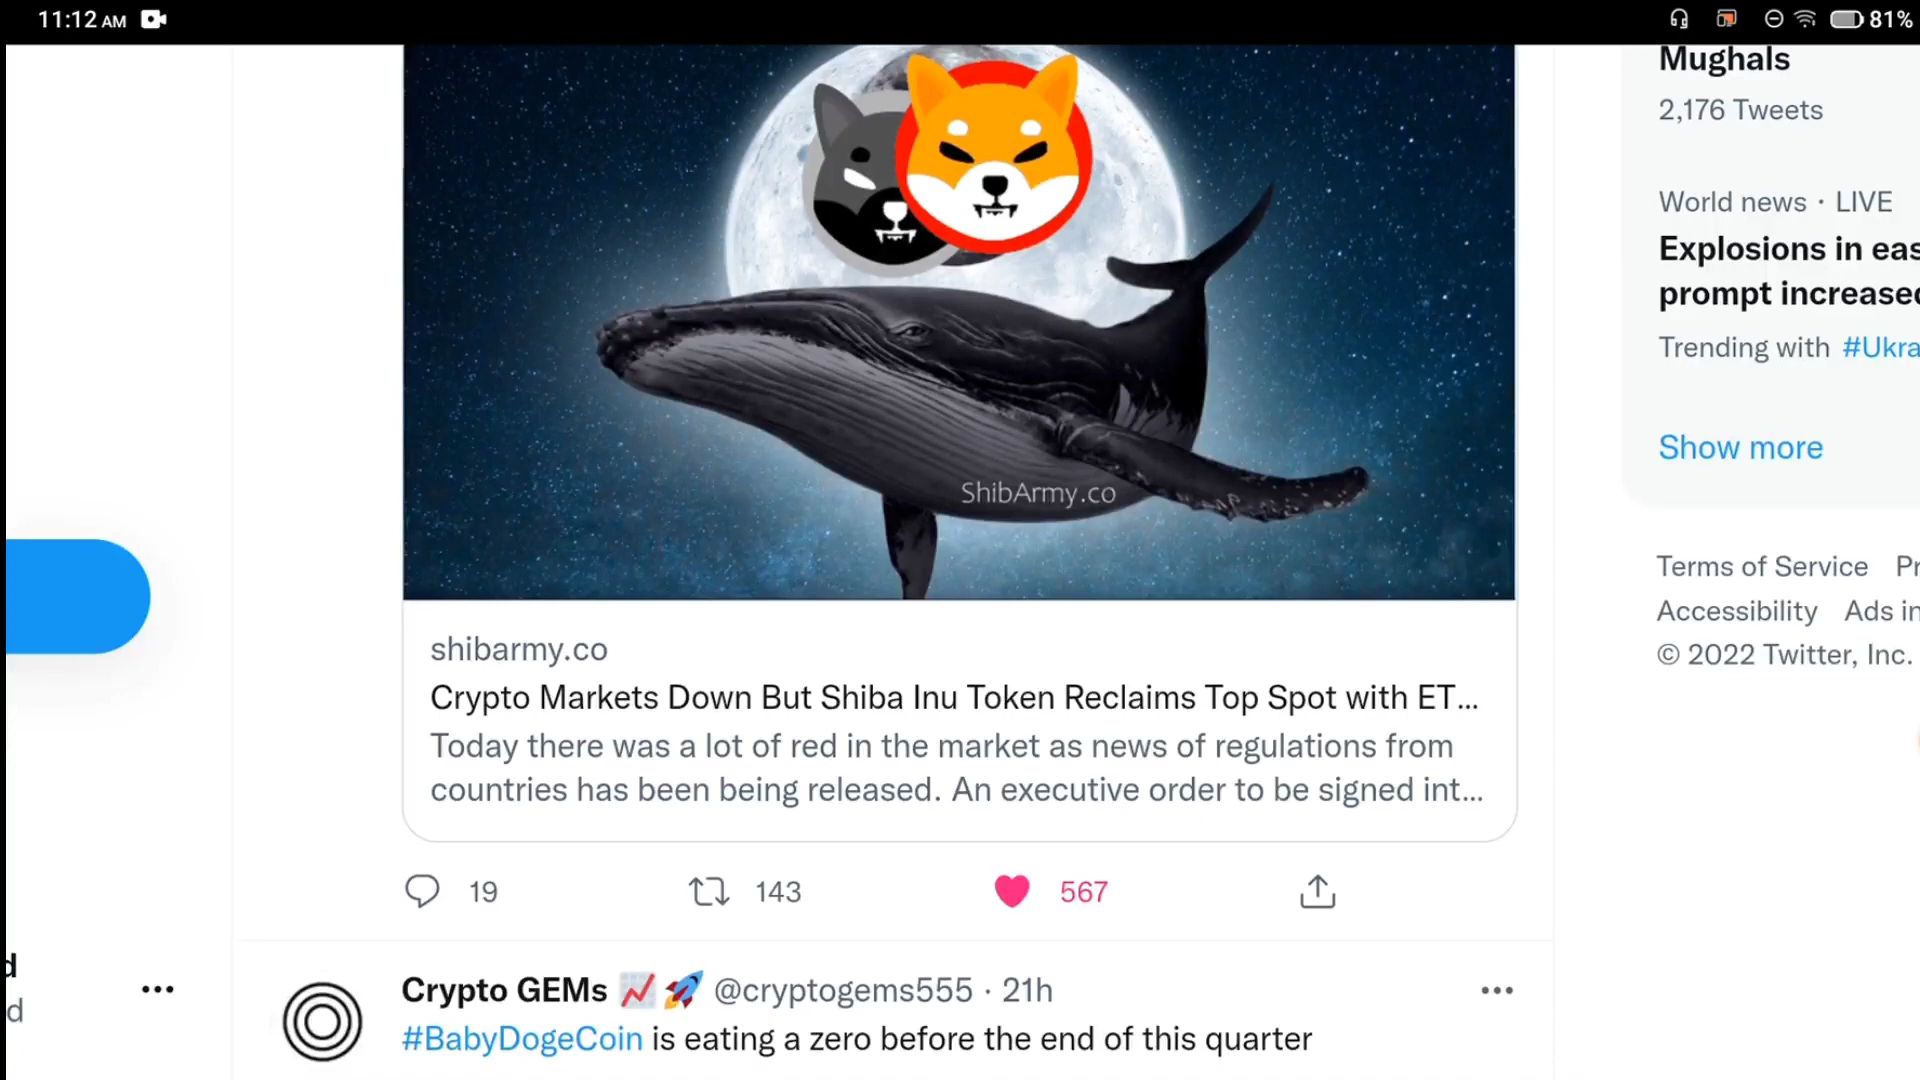 11:12 AM
81%
Mughals
2,176 Tweets
World news · LIVE
Explosions in eas
prompt increased
Trending with #Ukra
Show more
Terms of Service Pr
Accessibility Ads in
© 2022 Twitter, Inc.
ShibArmy.co
shibarmy.co
Crypto Markets Down But Shiba Inu Token Reclaims Top Spot with ET...
Today there was a lot of red in the market as news of regulations from
countries has been being released. An executive order to be signed int...
19 143 567
d
d
Crypto GEMs 📈🚀 @cryptogems555 · 21h
#BabyDogeCoin is eating a zero before the end of this quarter